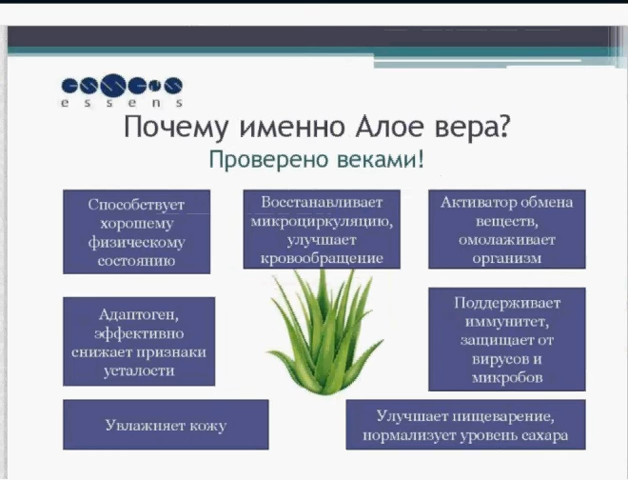 essens
e s s e n s
Почему именно Алое вера?
Проверено веками!
Способствует
хорошему
физическому
состоянию
Восстанавливает
микроциркуляцию,
улучшает
кровообращение
Активатор обмена
веществ,
омолаживает
организм
Адаптоген,
эффективно
снижает признаки
усталости
Поддерживает
иммунитет,
защищает от
вирусов и
микробов
Увлажняет кожу
Улучшает пищеварение,
нормализует уровень сахара